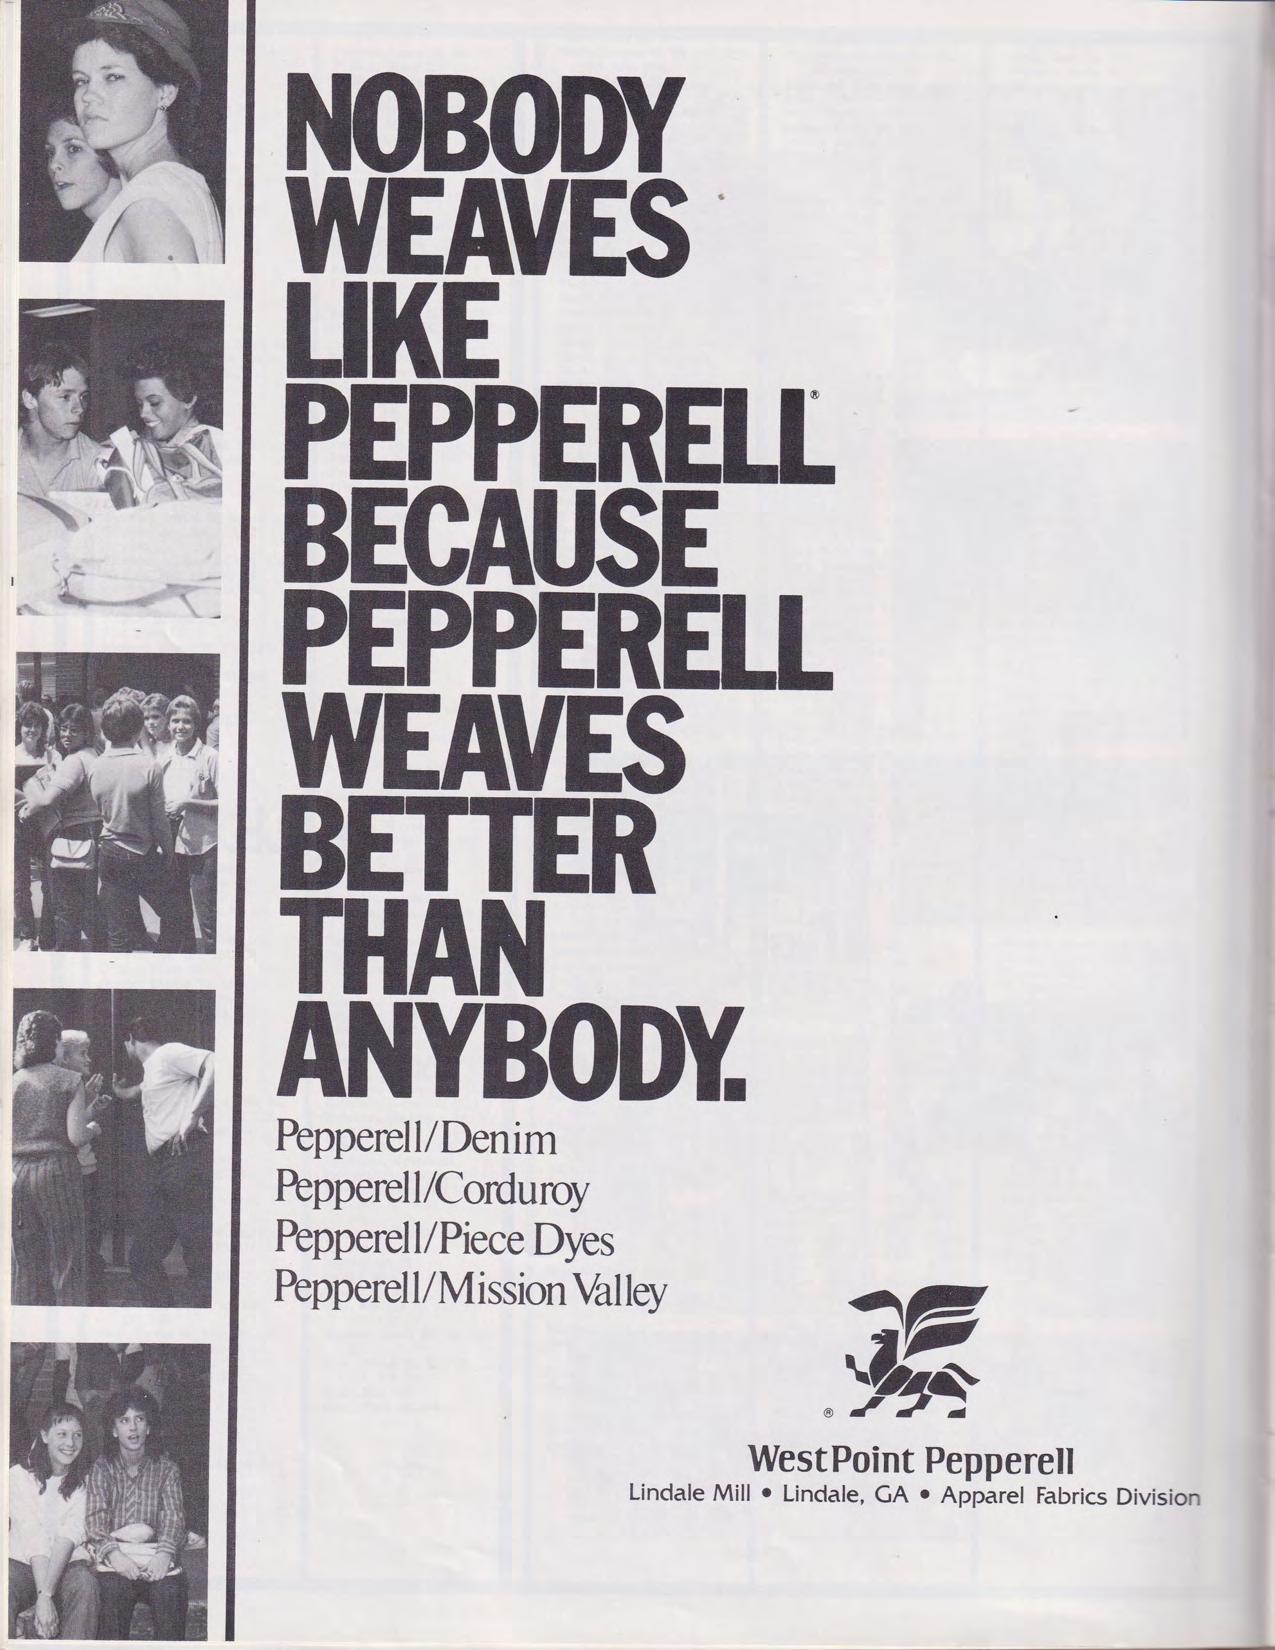 NOBODY
WEAVES
LIKE
PEPPERELL®
BECAUSE
PEPPERELL
WEAVES
BETTER
THAN
ANYBODY.
Pepperell/Denim
Pepperell/Corduroy
Pepperell/Piece Dyes
Pepperell/Mission Valley
®
WestPoint Pepperell
Lindale Mill • Lindale, GA • Apparel Fabrics Division